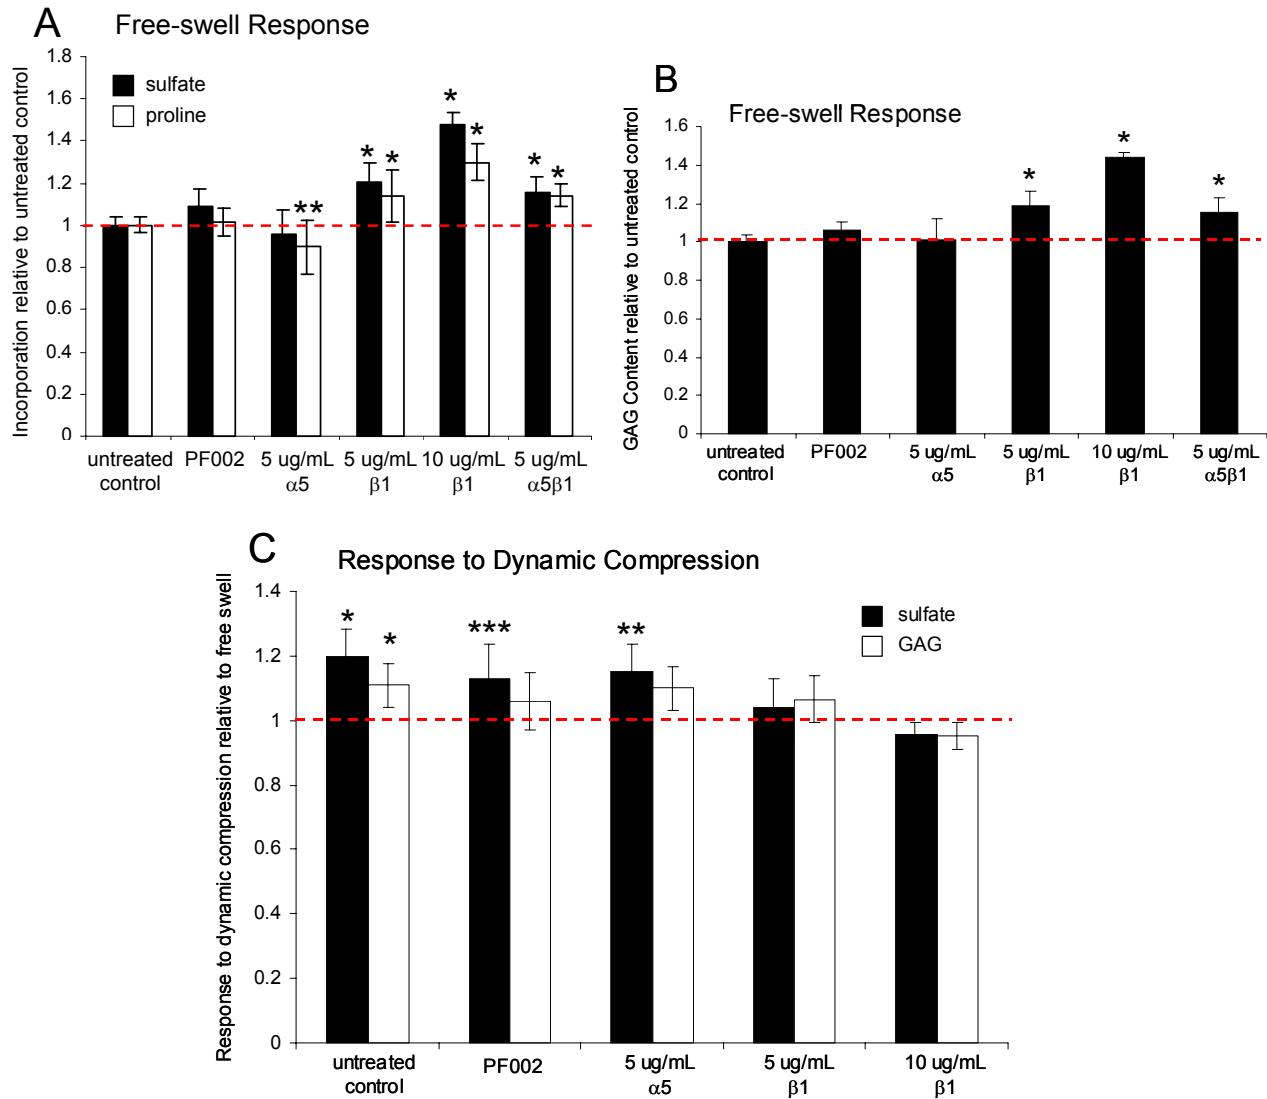 A
Free-swell Response
Incorporation relative to untreated control
1.8
1.6
1.4
1.2
1
0.8
0.6
0.4
0.2
0
sulfate
proline
*
*
*
*
**
*
*
untreated control
PF002
5 ug/mL α5
5 ug/mL β1
10 ug/mL β1
5 ug/mL α5β1
B
Free-swell Response
GAG Content relative to untreated control
1.6
1.4
1.2
1
0.8
0.6
0.4
0.2
0
*
*
*
untreated control
PF002
5 ug/mL α5
5 ug/mL β1
10 ug/mL β1
5 ug/mL α5β1
C
Response to Dynamic Compression
Response to dynamic compression relative to free swell
1.4
1.2
1
0.8
0.6
0.4
0.2
0
sulfate
GAG
*
*
***
**
untreated control
PF002
5 ug/mL α5
5 ug/mL β1
10 ug/mL β1